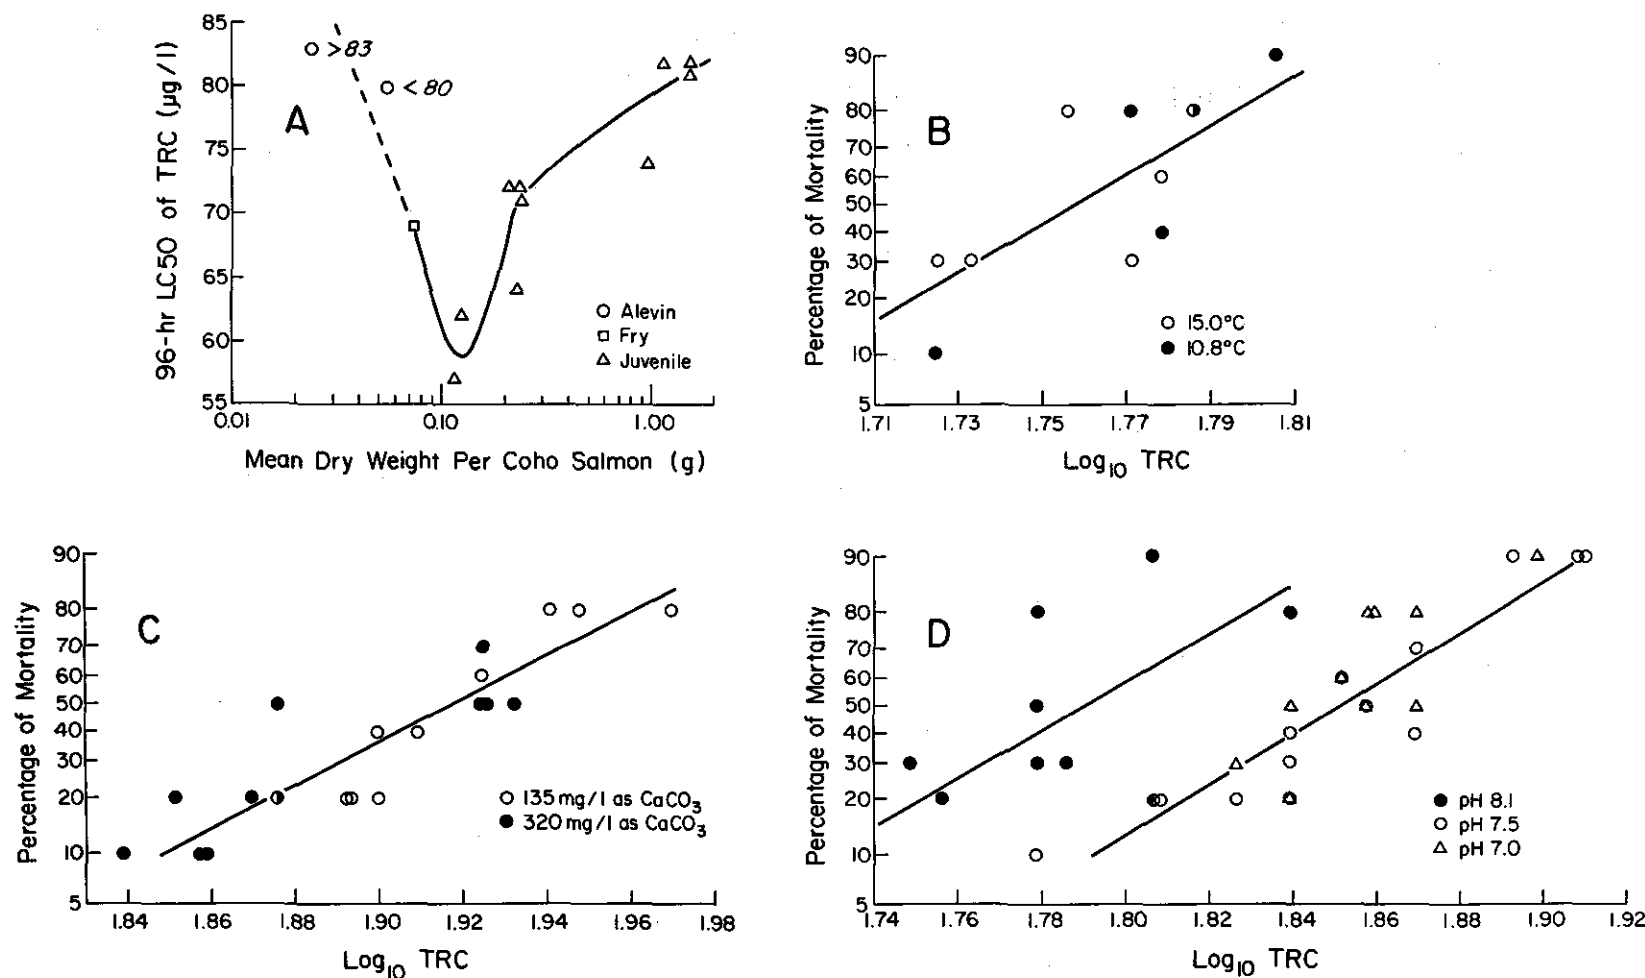 A
96-hr LC50 of TRC (µg/l)
85
80
75
70
65
60
55
>83
<80
○ Alevin
□ Fry
△ Juvenile
0.01 0.10 1.00
Mean Dry Weight Per Coho Salmon (g)
B
Percentage of Mortality
90
80
70
60
50
40
30
20
10
5
○ 15.0°C
● 10.8°C
1.71 1.73 1.75 1.77 1.79 1.81
Log10 TRC
C
Percentage of Mortality
90
80
70
60
50
40
30
20
10
5
○ 135 mg/l as CaCO3
● 320 mg/l as CaCO3
1.84 1.86 1.88 1.90 1.92 1.94 1.96 1.98
Log10 TRC
D
Percentage of Mortality
90
80
70
60
50
40
30
20
10
5
● pH 8.1
○ pH 7.5
△ pH 7.0
1.74 1.76 1.78 1.80 1.82 1.84 1.86 1.88 1.90 1.92
Log10 TRC